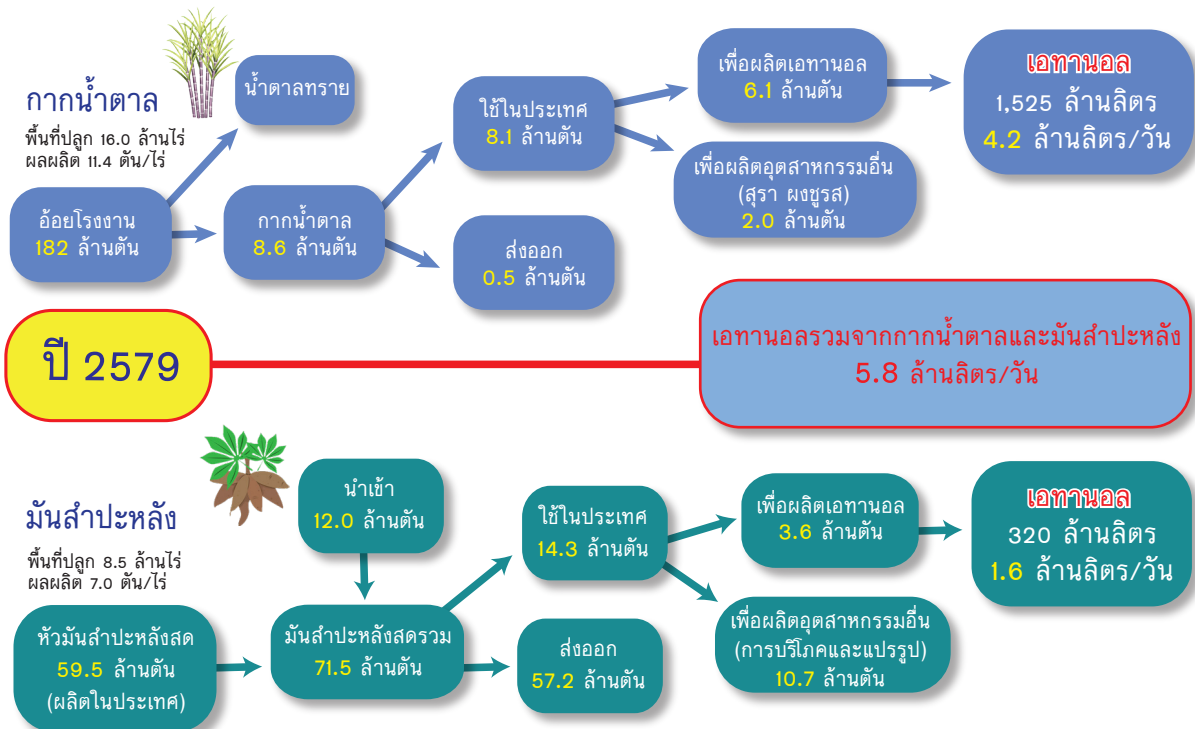 กากน้ำตาล
พื้นที่ปลูก 16.0 ล้านไร่
ผลผลิต 11.4 ตัน/ไร่
อ้อยโรงงาน
182 ล้านตัน
น้ำตาลทราย
กากน้ำตาล
8.6 ล้านตัน
ใช้ในประเทศ
8.1 ล้านตัน
ส่งออก
0.5 ล้านตัน
เพื่อผลิตเอทานอล
6.1 ล้านตัน
เพื่อผลิตอุตสาหกรรมอื่น
(สุรา ผงชูรส)
2.0 ล้านตัน
เอทานอล
1,525 ล้านลิตร
4.2 ล้านลิตร/วัน
ปี 2579
เอทานอลรวมจากกากน้ำตาลและมันสำปะหลัง
5.8 ล้านลิตร/วัน
มันสำปะหลัง
พื้นที่ปลูก 8.5 ล้านไร่
ผลผลิต 7.0 ตัน/ไร่
หัวมันสำปะหลังสด
59.5 ล้านตัน
(ผลิตในประเทศ)
นำเข้า
12.0 ล้านตัน
มันสำปะหลังสดรวม
71.5 ล้านตัน
ใช้ในประเทศ
14.3 ล้านตัน
ส่งออก
57.2 ล้านตัน
เพื่อผลิตเอทานอล
3.6 ล้านตัน
เพื่อผลิตอุตสาหกรรมอื่น
(การบริโภคและแปรรูป)
10.7 ล้านตัน
เอทานอล
320 ล้านลิตร
1.6 ล้านลิตร/วัน